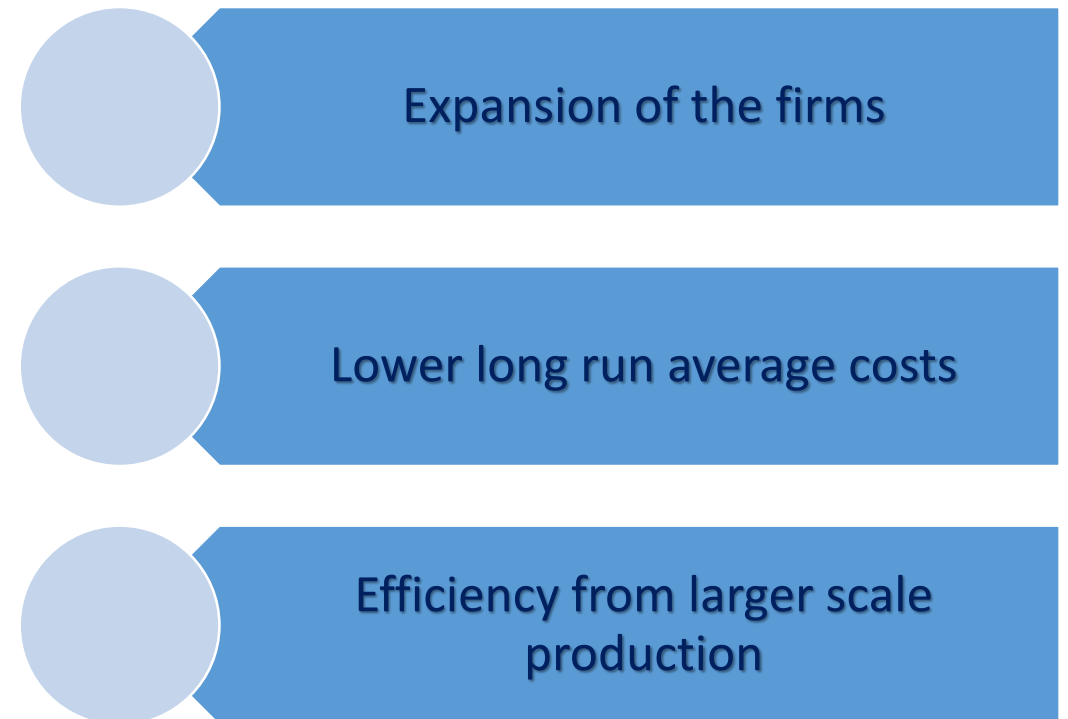 Expansion of the firms
Lower long run average costs
Efficiency from larger scale
production